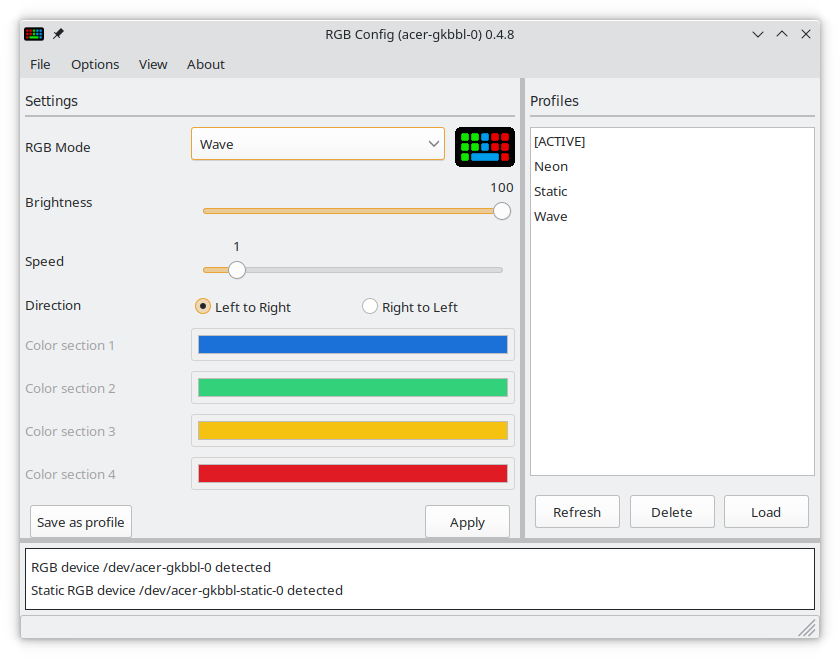 RGB Config (acer-gkbbl-0) 0.4.8
File Options View About
Settings
RGB Mode Wave
Brightness 100
Speed 1
Direction Left to Right Right to Left
Color section 1
Color section 2
Color section 3
Color section 4
Save as profile Apply
Profiles
[ACTIVE]
Neon
Static
Wave
Refresh Delete Load
RGB device /dev/acer-gkbbl-0 detected
Static RGB device /dev/acer-gkbbl-static-0 detected